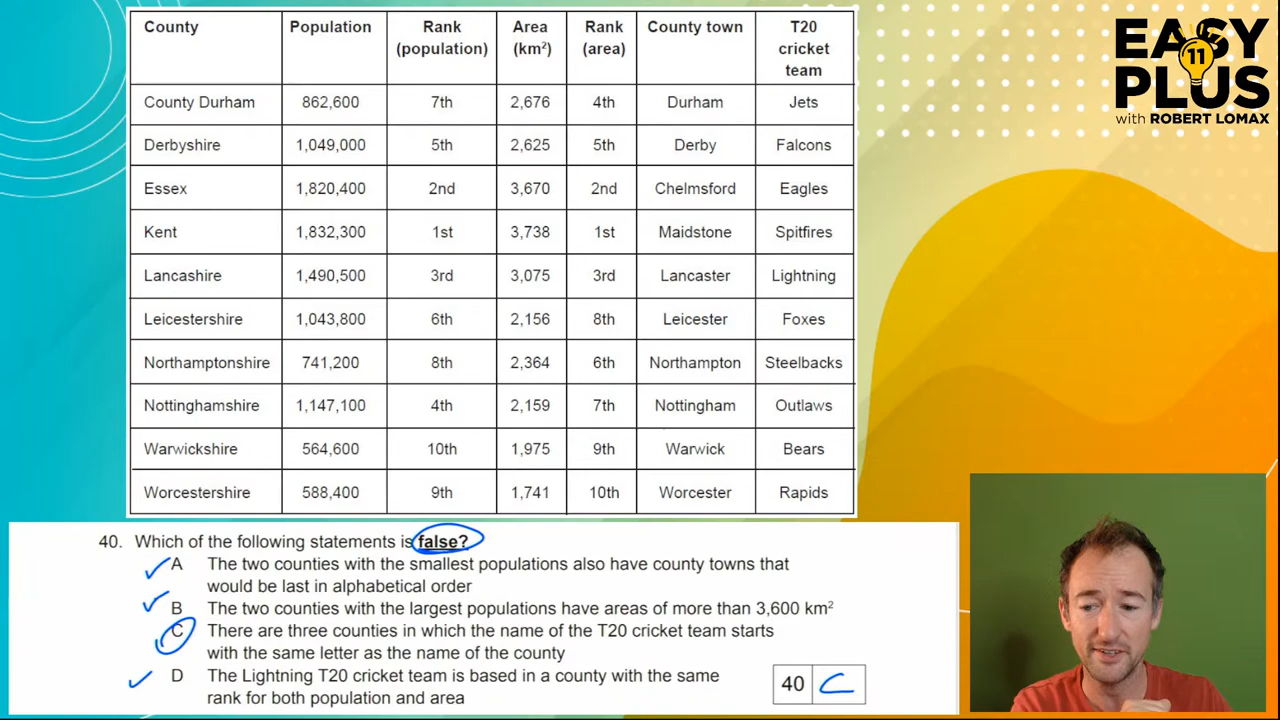 County Population Rank (population) Area (km²) Rank (area) County town T20 cricket team
County Durham 862,600 7th 2,676 4th Durham Jets
Derbyshire 1,049,000 5th 2,625 5th Derby Falcons
Essex 1,820,400 2nd 3,670 2nd Chelmsford Eagles
Kent 1,832,300 1st 3,738 1st Maidstone Spitfires
Lancashire 1,490,500 3rd 3,075 3rd Lancaster Lightning
Leicestershire 1,043,800 6th 2,156 8th Leicester Foxes
Northamptonshire 741,200 8th 2,364 6th Northampton Steelbacks
Nottinghamshire 1,147,100 4th 2,159 7th Nottingham Outlaws
Warwickshire 564,600 10th 1,975 9th Warwick Bears
Worcestershire 588,400 9th 1,741 10th Worcester Rapids
EASY
11
PLUS
with ROBERT LOMAX
40. Which of the following statements is false?
A The two counties with the smallest populations also have county towns that
would be last in alphabetical order
B The two counties with the largest populations have areas of more than 3,600 km²
C There are three counties in which the name of the T20 cricket team starts
with the same letter as the name of the county
D The Lightning T20 cricket team is based in a county with the same
rank for both population and area
40 C